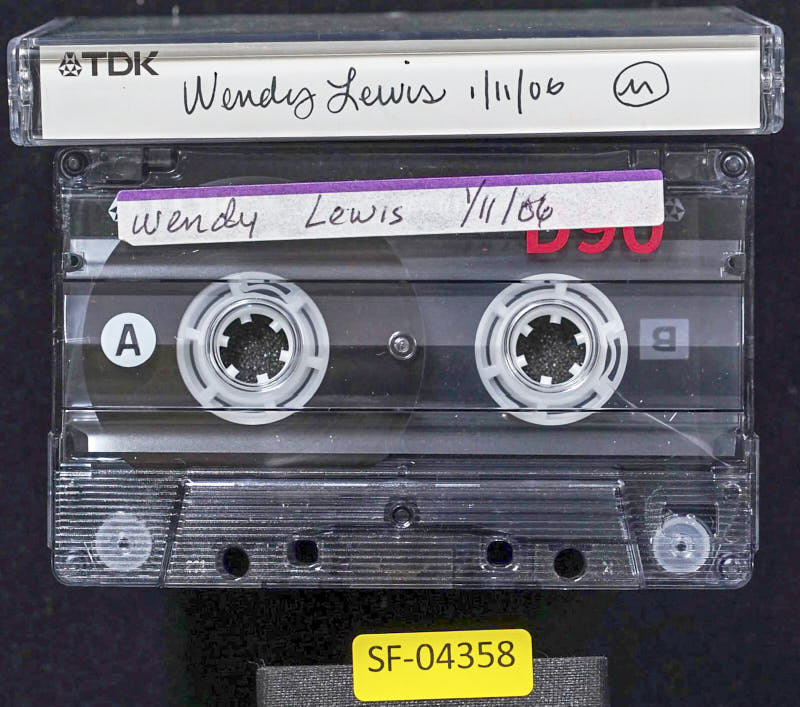 TDK Wendy Lewis 1/11/06 M
Wendy Lewis 1/11/06
D90
A B
SF-04358